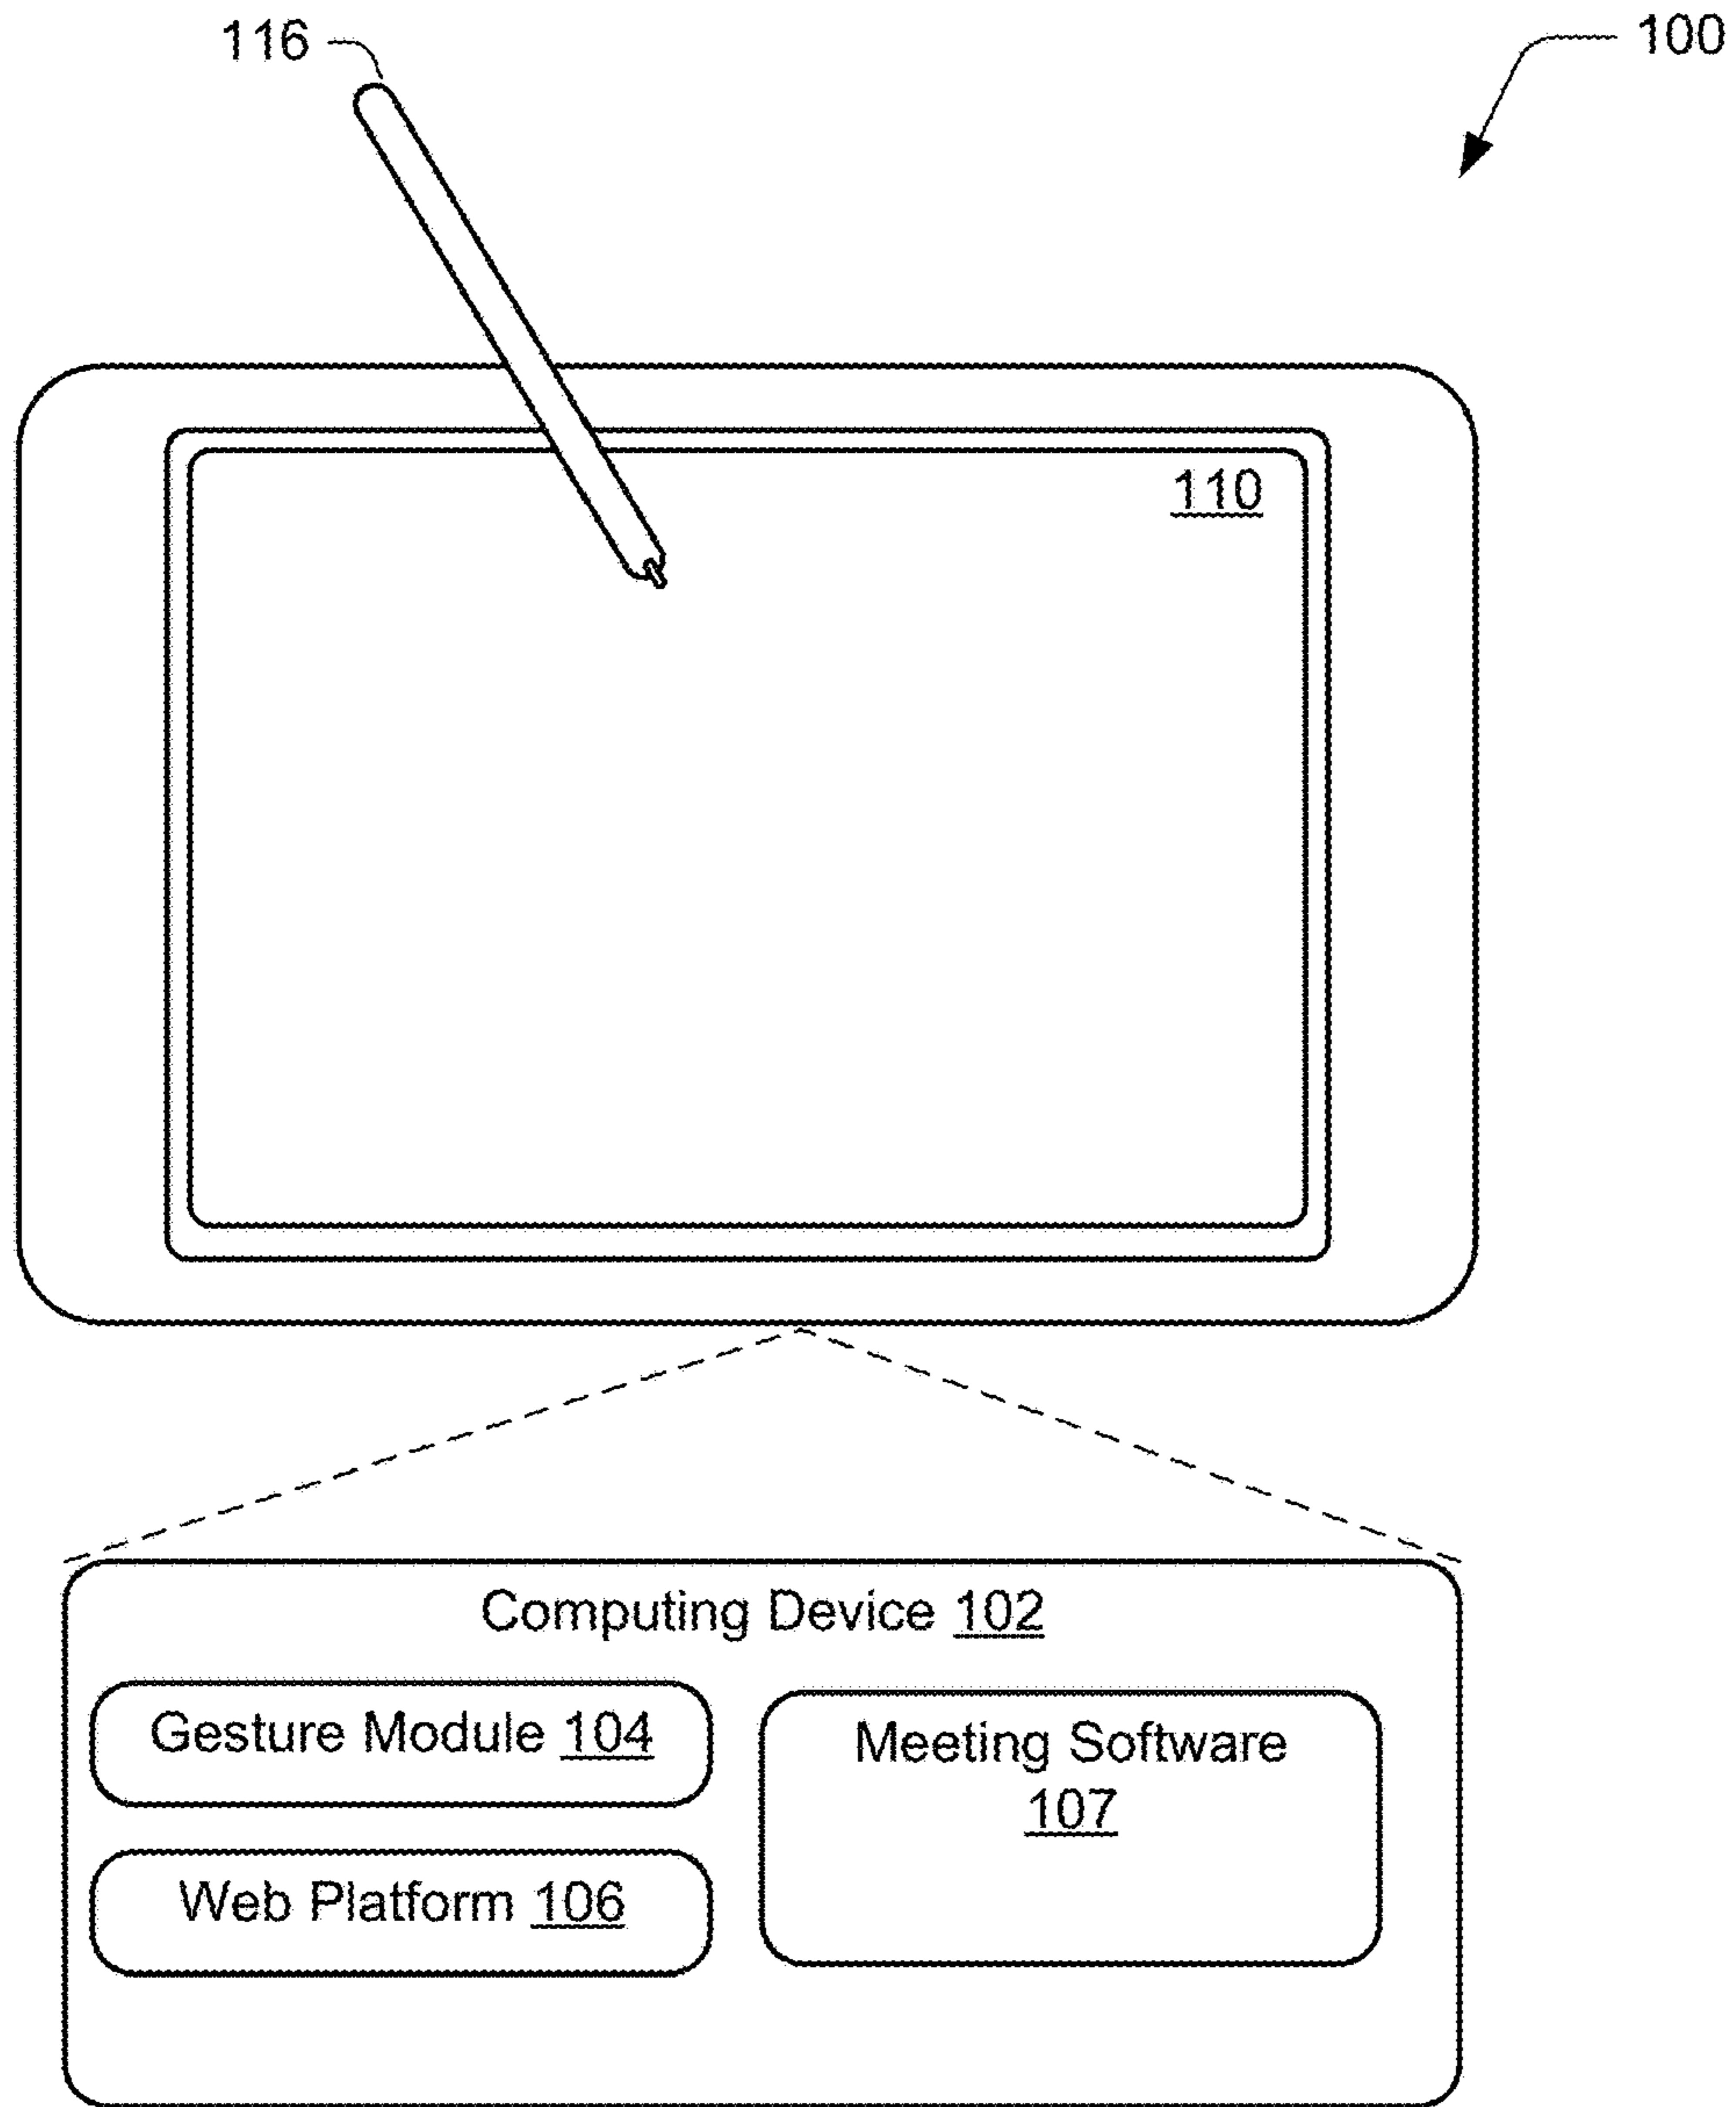 116
100
110
Computing Device 102
Gesture Module 104
Meeting Software
107
Web Platform 106